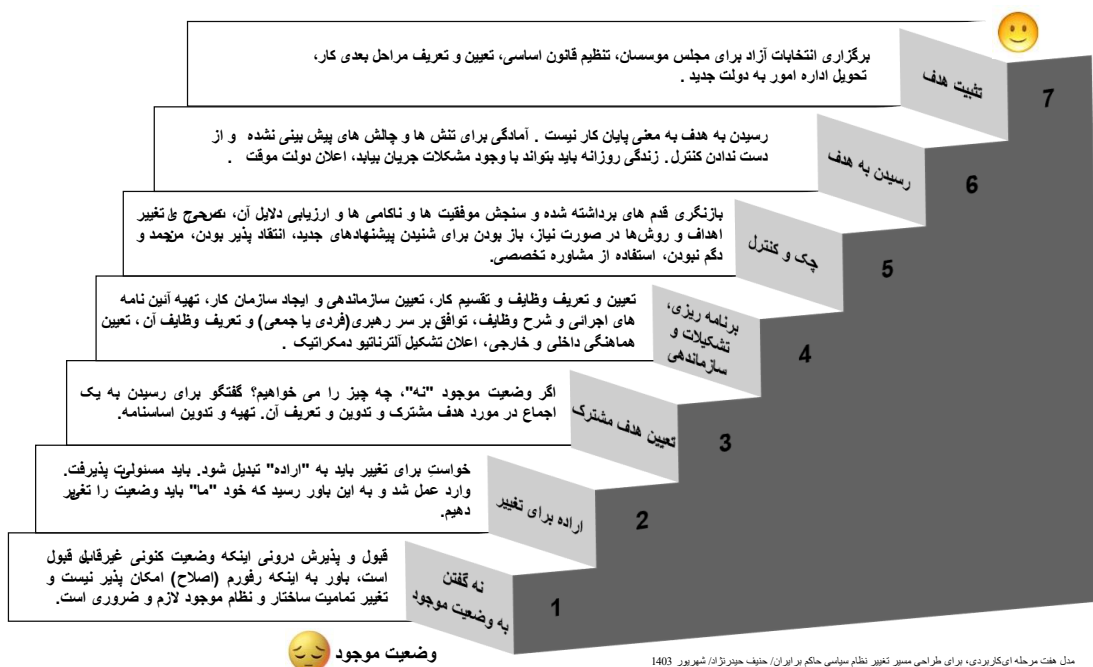 برگزاری انتخابات آزاد برای مجلس موسسان، تنظیم قانون اساسی، تعیین و تعریف مراحل بعدی کار،
تحویل اداره امور به دولت جدید .
تثبیت هدف
7
رسیدن به هدف به معنی پایان کار نیست . آمادگی برای تنش ها و چالش های پیش بینی نشده و از
دست ندادن کنترل. زندگی روزانه باید بتواند با وجود مشکلات جریان بیابد، اعلان دولت موقت .
رسیدن به هدف
6
بازنگری قدم های برداشته شده و سنجش موفقیت ها و ناکامی ها و ارزیابی دلایل آن، تغییر
اهداف و روش‌ها در صورت نیاز، باز بودن برای شنیدن پیشنهادهای جدید، انتقاد پذیر بودن، و
دگم نبودن، استفاده از مشاوره تخصصی.
چک و کنترل
5
تعیین و تعریف وظایف و تقسیم کار، تعیین سازماندهی و ایجاد سازمان کار، تهیه آئین نامه
های اجرائی و شرح وظایف، توافق بر سر رهبری(فردی یا جمعی) و تعریف وظایف آن ، تعیین
هماهنگی داخلی و خارجی، اعلان تشکیل آلترناتیو دمکراتیک .
برنامه ریزی،
تشکیلات و
سازماندهی
4
اگر وضعیت موجود "نه"، چه چیز را می خواهیم؟ گفتگو برای رسیدن به یک
اجماع در مورد هدف مشترک و تدوین و تعریف آن. تهیه و تدوین اساسنامه.
تعیین هدف مشترک
3
خواستِ برای تغییر باید به "اراده" تبدیل شود. باید مسئولیت پذیرفت.
وارد عمل شد و به این باور رسید که خود "ما" باید وضعیت را تغییر
دهیم.
اراده برای تغییر
2
قبول و پذیرش درونی اینکه وضعیت کنونی غیرقابل قبول
است، باور به اینکه رفورم (اصلاح) امکان پذیر نیست و
تغییر تمامیت ساختار و نظام موجود لازم و ضروری است.
نه گفتن
به وضعیت موجود
1
وضعیت موجود
مدل هفت مرحله ای‌کاربردی، برای طراحی مسیر تغییر نظام سیاسی حاکم بر ایران/ حنیف حیدرنژاد/ شهریور 1403